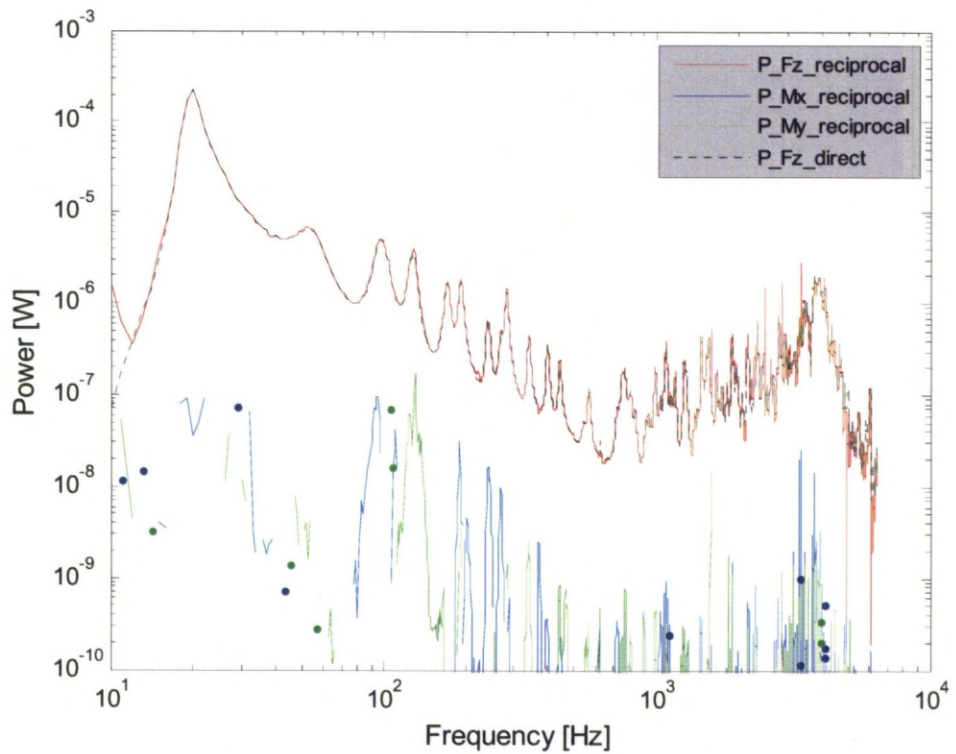 10^-3
10^-4
10^-5
10^-6
10^-7
10^-8
10^-9
10^-10
Power [W]
P_Fz_reciprocal
P_Mx_reciprocal
P_My_reciprocal
P_Fz_direct
10^1
10^2
10^3
10^4
Frequency [Hz]